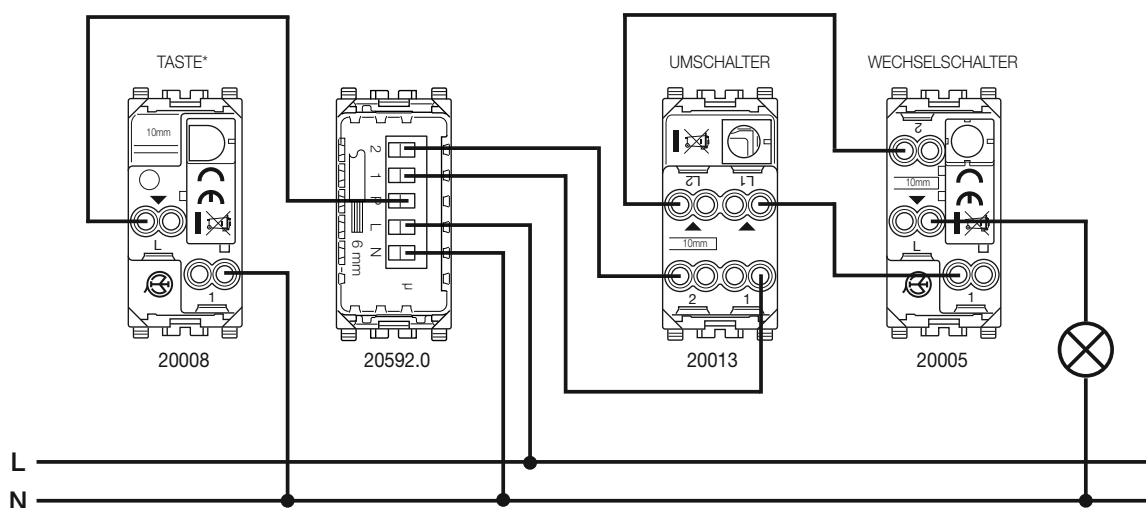 TASTE*
UMSCHALTER
WECHSELSCHALTER
10mm
L
1
2
1
P
L
N
6 mm
µ
L2
L1
10mm
2
1
2
10mm
L
1
20008
20592.0
20013
20005
L
N